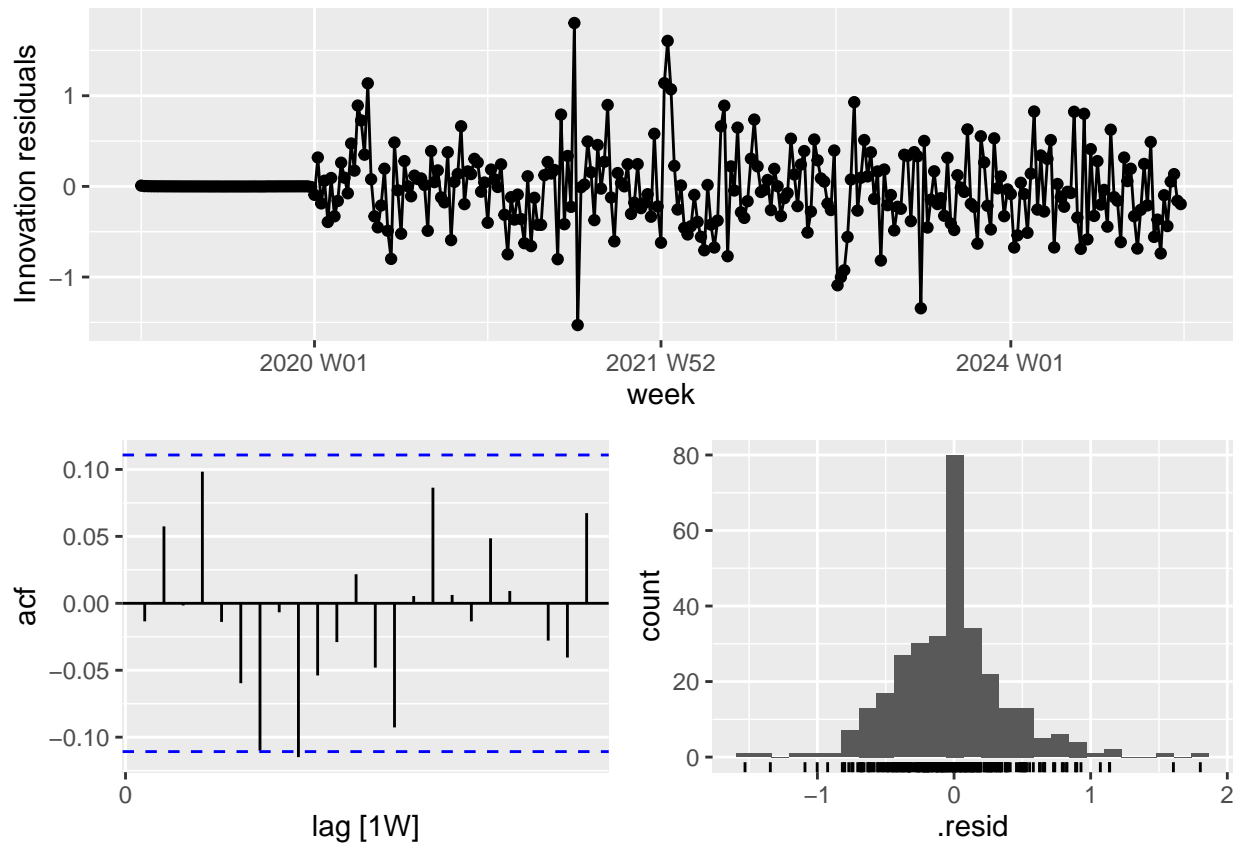 Innovation residuals
1
0
−1
2020 W01
2021 W52
2024 W01
week
acf
0.10
0.05
0.00
−0.05
−0.10
0
lag [1W]
count
80
60
40
20
0
−1
0
1
2
.resid